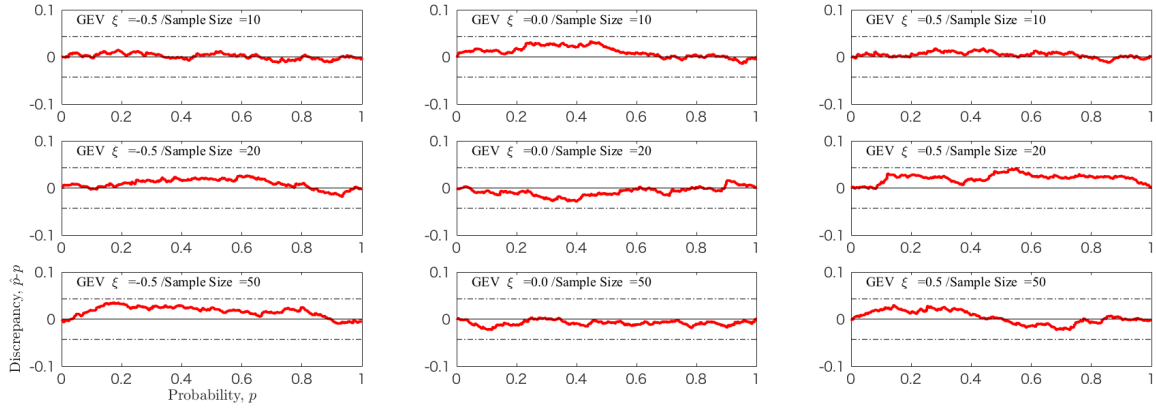 GEV ξ =-0.5 /Sample Size =10
0.1
0
-0.1
0 0.2 0.4 0.6 0.8 1
GEV ξ =0.0 /Sample Size =10
0.1
0
-0.1
0 0.2 0.4 0.6 0.8 1
GEV ξ =0.5 /Sample Size =10
0.1
0
-0.1
0 0.2 0.4 0.6 0.8 1
GEV ξ =-0.5 /Sample Size =20
0.1
0
-0.1
0 0.2 0.4 0.6 0.8 1
GEV ξ =0.0 /Sample Size =20
0.1
0
-0.1
0 0.2 0.4 0.6 0.8 1
GEV ξ =0.5 /Sample Size =20
0.1
0
-0.1
0 0.2 0.4 0.6 0.8 1
GEV ξ =-0.5 /Sample Size =50
0.1
0
-0.1
0 0.2 0.4 0.6 0.8 1
Discrepancy, p̂-p
Probability, p
GEV ξ =0.0 /Sample Size =50
0.1
0
-0.1
0 0.2 0.4 0.6 0.8 1
GEV ξ =0.5 /Sample Size =50
0.1
0
-0.1
0 0.2 0.4 0.6 0.8 1